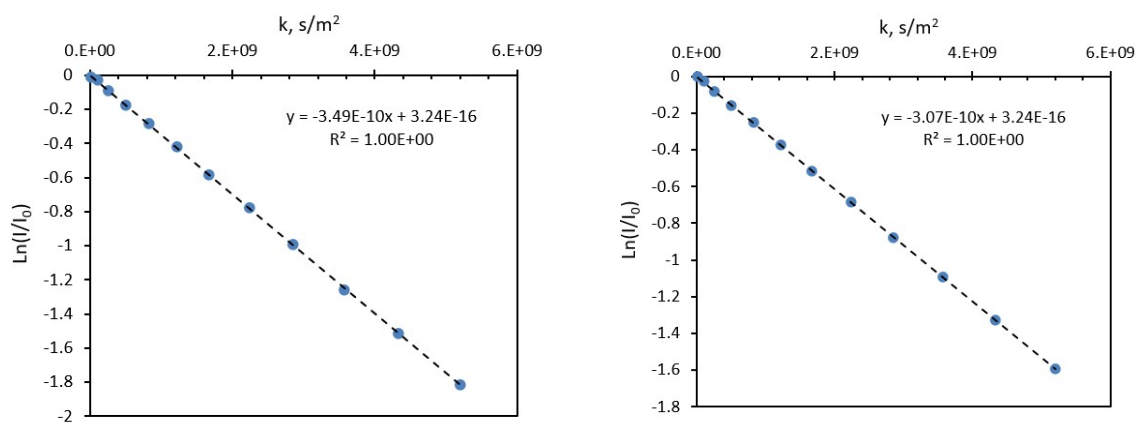 k, s/m²
0.E+00 2.E+09 4.E+09 6.E+09
0
-0.2
-0.4
-0.6
-0.8
-1
-1.2
-1.4
-1.6
-1.8
-2
Ln(I/I₀)
y = -3.49E-10x + 3.24E-16
R² = 1.00E+00
k, s/m²
0.E+00 2.E+09 4.E+09 6.E+09
0
-0.2
-0.4
-0.6
-0.8
-1
-1.2
-1.4
-1.6
-1.8
Ln(I/I₀)
y = -3.07E-10x + 3.24E-16
R² = 1.00E+00